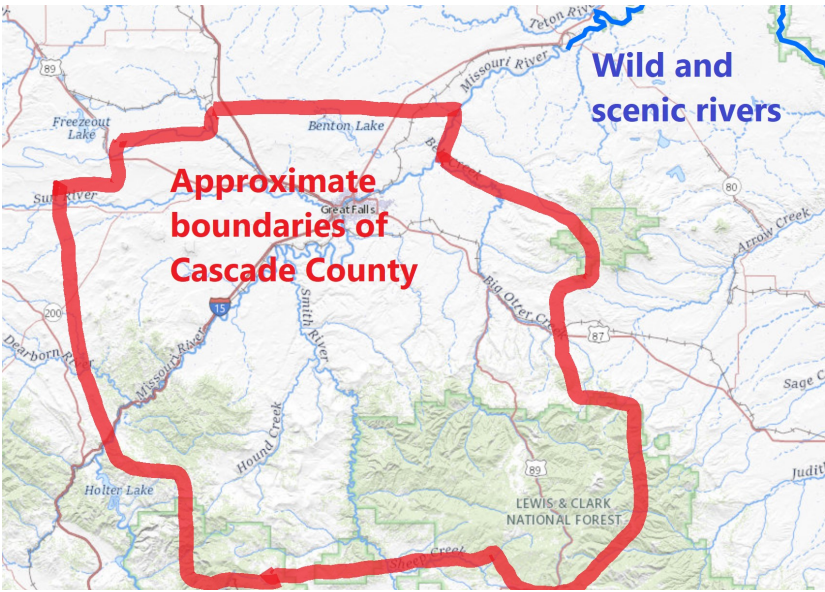 Teton River
89
Missouri River
Wild and
scenic rivers
Freezeout
Lake
Benton Lake
Approximate
boundaries of
Cascade County
Sun River
80
Great Falls
Arrow Creek
15
Smith River
Big Otter Creek
200
87
Dearborn River
Missouri River
Sage C
Hound Creek
89
Judith
Holter Lake
LEWIS & CLARK
NATIONAL FOREST
Sheep Creek